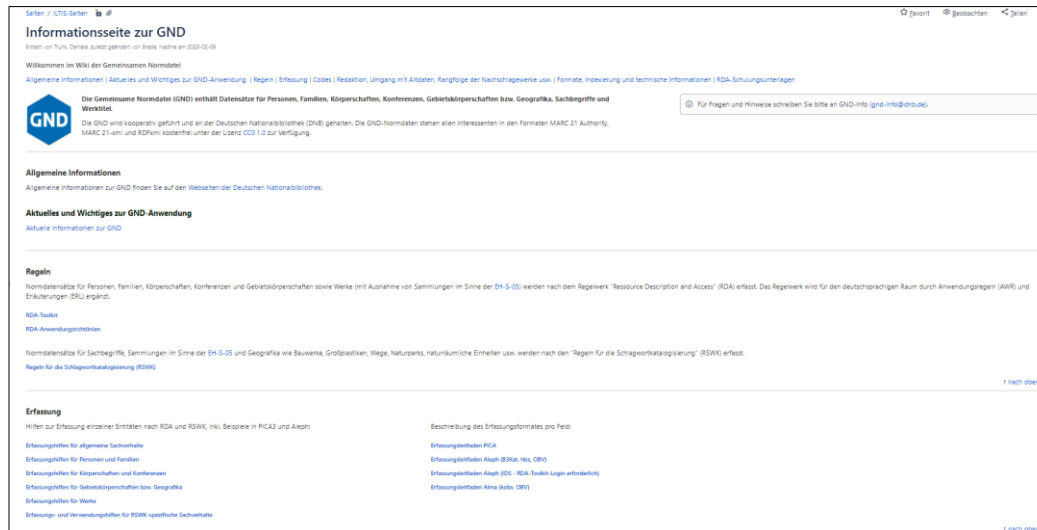 Seiten / ILTIS-Seiten
Favorit Beobachten Teilen
Informationsseite zur GND
Erstellt von Trunk, Daniela, zuletzt geändert von Brede, Nadine am 2023-02-08
Willkommen im Wiki der Gemeinsamen Normdatei
Allgemeine Informationen | Aktuelles und Wichtiges zur GND-Anwendung | Regeln | Erfassung | Codes | Redaktion, Umgang mit Altdaten, Rangfolge der Nachschlagewerke usw. | Formate, Indexierung und technische Informationen | RDA-Schulungsunterlagen
GND
Die Gemeinsame Normdatei (GND) enthält Datensätze für Personen, Familien, Körperschaften, Konferenzen, Gebietskörperschaften bzw. Geografika, Sachbegriffe und
Werktitel.
Die GND wird kooperativ geführt und an der Deutschen Nationalbibliothek (DNB) gehalten. Die GND-Normdaten stehen allen Interessenten in den Formaten MARC 21 Authority,
MARC 21-xml und RDFxml kostenfrei unter der Lizenz CC0 1.0 zur Verfügung.
Für Fragen und Hinweise schreiben Sie bitte an GND-Info (gnd-info@dnb.de).
Allgemeine Informationen
Allgemeine Informationen zur GND finden Sie auf den Webseiten der Deutschen Nationalbibliothek.
Aktuelles und Wichtiges zur GND-Anwendung
Aktuelle Informationen zur GND
Regeln
Normdatensätze für Personen, Familien, Körperschaften, Konferenzen und Gebietskörperschaften sowie Werke (mit Ausnahme von Sammlungen im Sinne der EH-S-05) werden nach dem Regelwerk "Ressource Description and Access" (RDA) erfasst. Das Regelwerk wird für den deutschsprachigen Raum durch Anwendungsregeln (AWR) und
Erläuterungen (ERL) ergänzt.
RDA-Toolkit
RDA-Anwendungsrichtlinien
Normdatensätze für Sachbegriffe, Sammlungen im Sinne der EH-S-05 und Geografika wie Bauwerke, Großplastiken, Wege, Naturparks, naturräumliche Einheiten usw. werden nach den "Regeln für die Schlagwortkatalogisierung" (RSWK) erfasst.
Regeln für die Schlagwortkatalogisierung (RSWK)
↑ nach oben
Erfassung
Hilfen zur Erfassung einzelner Entitäten nach RDA und RSWK, inkl. Beispiele in PICA3 und Aleph:
Erfassungshilfen für allgemeine Sachverhalte
Erfassungshilfen für Personen und Familien
Erfassungshilfen für Körperschaften und Konferenzen
Erfassungshilfen für Gebietskörperschaften bzw. Geografika
Erfassungshilfen für Werke
Erfassungs- und Verwendungshilfen für RSWK-spezifische Sachverhalte
Beschreibung des Erfassungsformates pro Feld:
Erfassungsleitfaden PICA
Erfassungsleitfaden Aleph (B3Kat, hbz, OBV)
Erfassungsleitfaden Aleph (IDS - RDA-Toolkit-Login erforderlich)
Erfassungsleitfaden Alma (kobv, OBV)
↑ nach oben